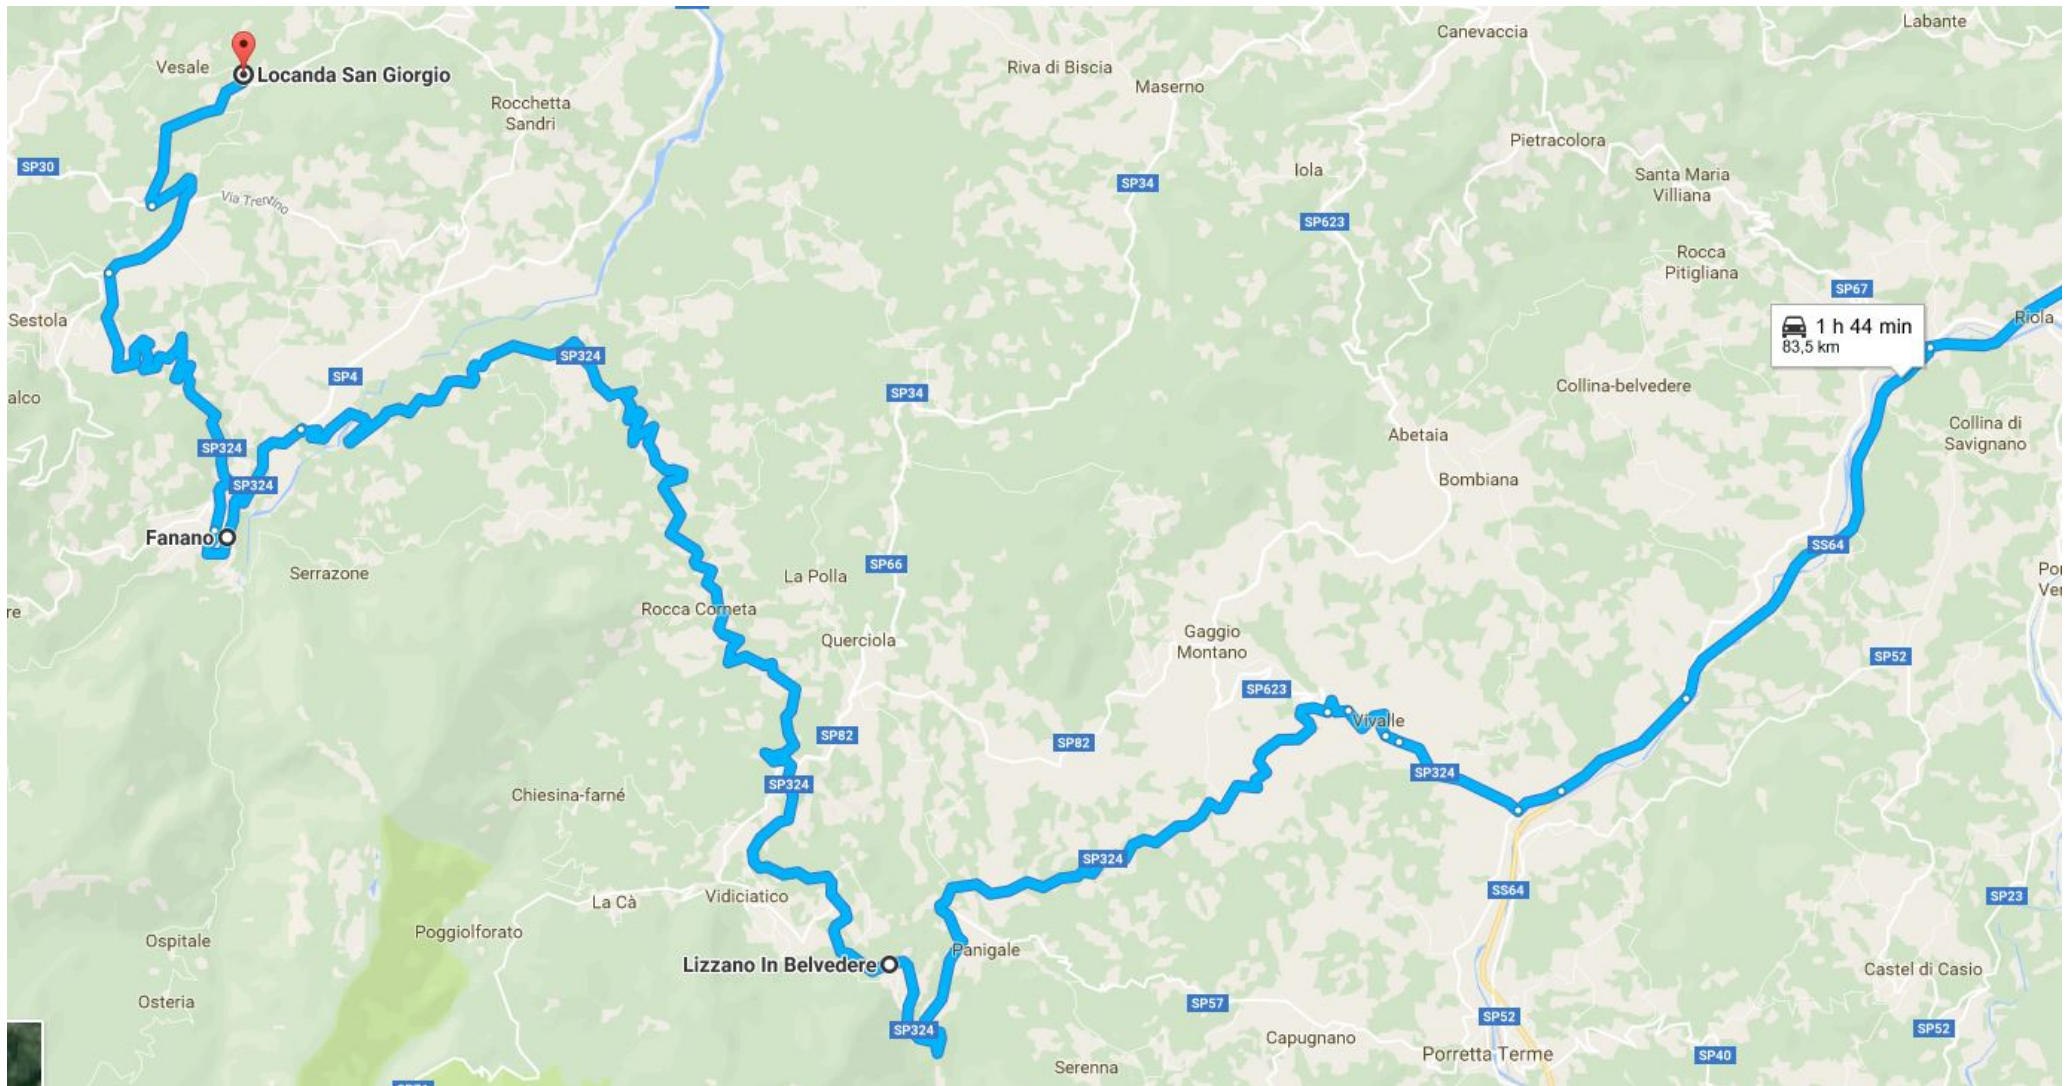 Labante
Canevaccia
Vesale
Locanda San Giorgio
Riva di Biscia
Maserno
Rocchetta
Sandri
Pietracolora
SP30
Iola
SP34
Santa Maria
Villiana
Via Trentino
SP623
Rocca
Pitigliana
SP67
Sestola
Riola
1 h 44 min
83,5 km
SP324
SP4
Collina-belvedere
SP34
alco
Collina di
Savignano
Abetaia
SP324
Bombiana
SP324
Fanano
SS64
SP66
Serrazone
La Polla
Por
Ver
re
Rocca Corneta
Querciola
Gaggio
Montano
SP52
SP623
Vivalle
SP82
SP82
SP324
SP324
Chiesina-farné
SP324
SS64
SP23
La Cà
Vidiciatico
Poggiolforato
Ospitale
Panigale
Lizzano In Belvedere
Castel di Casio
Osteria
SP57
SP52
SP324
SP52
Capugnano
Porretta Terme
SP40
Serenna